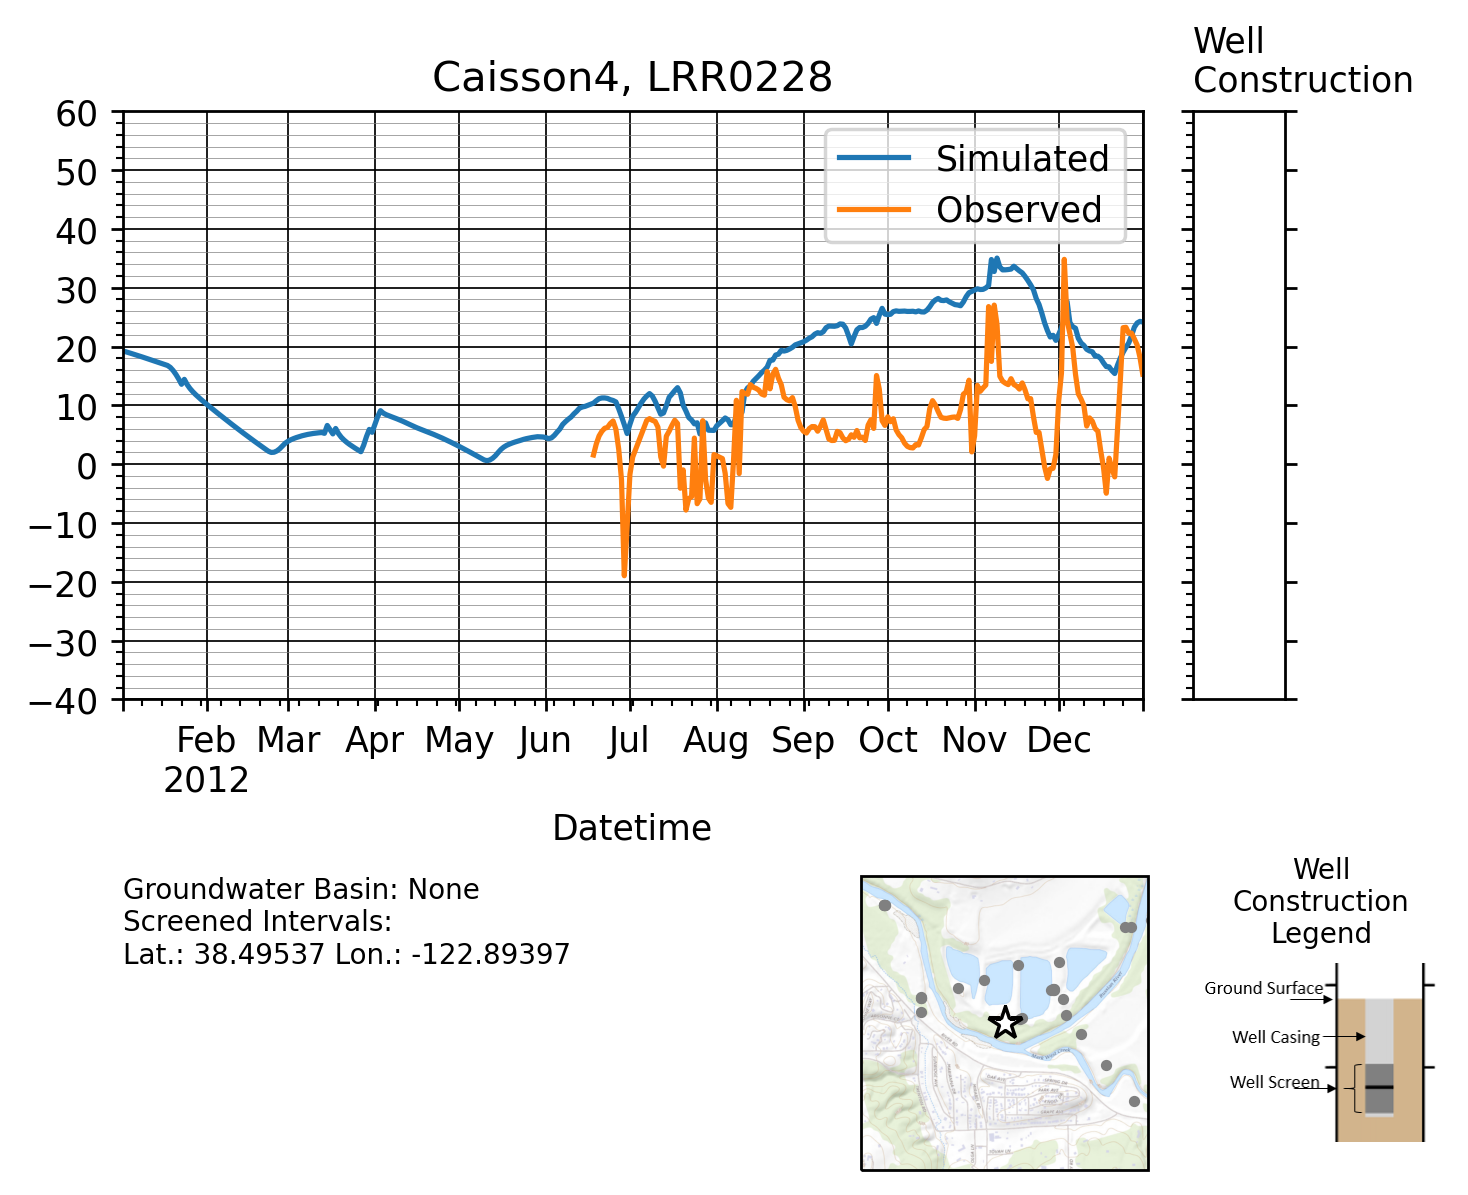 Well
Construction
Caisson4, LRR0228
60
50
40
30
20
10
0
−10
−20
−30
−40
Simulated
Observed
Feb Mar Apr May Jun Jul Aug Sep Oct Nov Dec
2012
Datetime
Groundwater Basin: None
Screened Intervals:
Lat.: 38.49537 Lon.: -122.89397
Well
Construction
Legend
Ground Surface
Well Casing
Well Screen